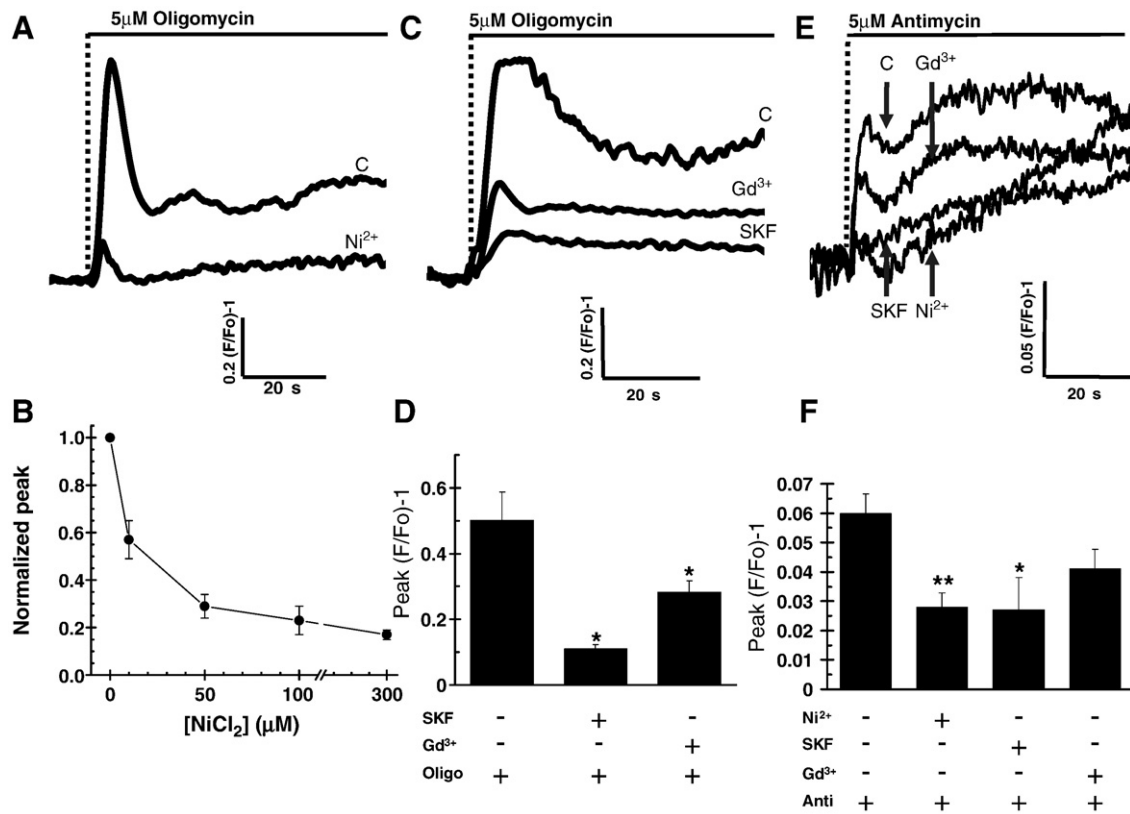 A
5μM Oligomycin
C
Ni²⁺
0.2 (F/Fo)-1
20 s
C
5μM Oligomycin
C
Gd³⁺
SKF
0.2 (F/Fo)-1
20 s
E
5μM Antimycin
C
Gd³⁺
SKF
Ni²⁺
0.05 (F/Fo)-1
20 s
B
Normalized peak
1.0
0.8
0.6
0.4
0.2
0.0
0
50
100
300
[NiCl₂] (μM)
D
Peak (F/Fo)-1
0.6
0.4
0.2
0
*
*
SKF - + -
Gd³⁺ - - +
Oligo + + +
F
Peak (F/Fo)-1
0.07
0.06
0.05
0.04
0.03
0.02
0.01
0
**
*
Ni²⁺ - + - -
SKF - - + -
Gd³⁺ - - - +
Anti + + + +